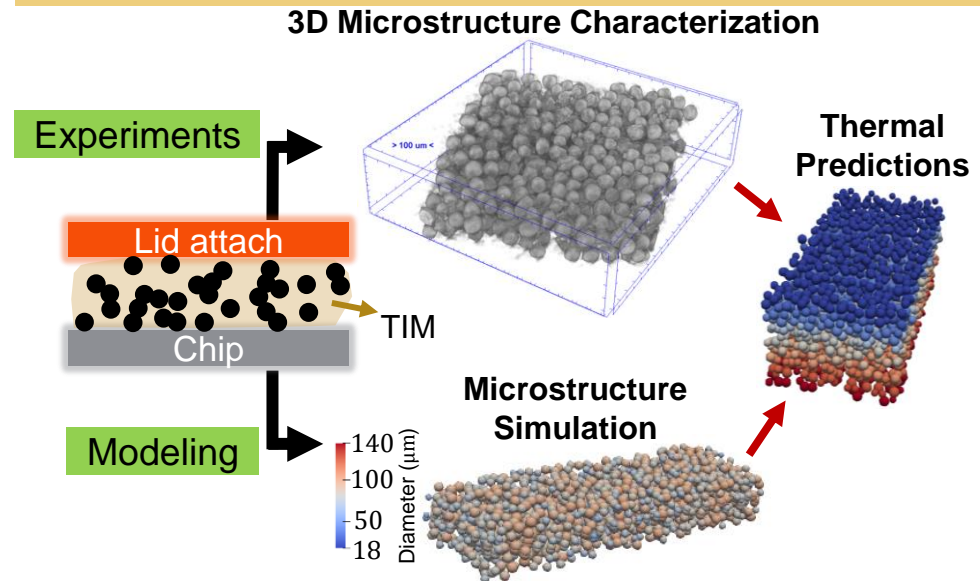 3D Microstructure Characterization
Experiments
> 100 um <
Thermal
Predictions
Lid attach
TIM
Chip
Microstructure
Simulation
Modeling
140
100
50
18
Diameter (μm)